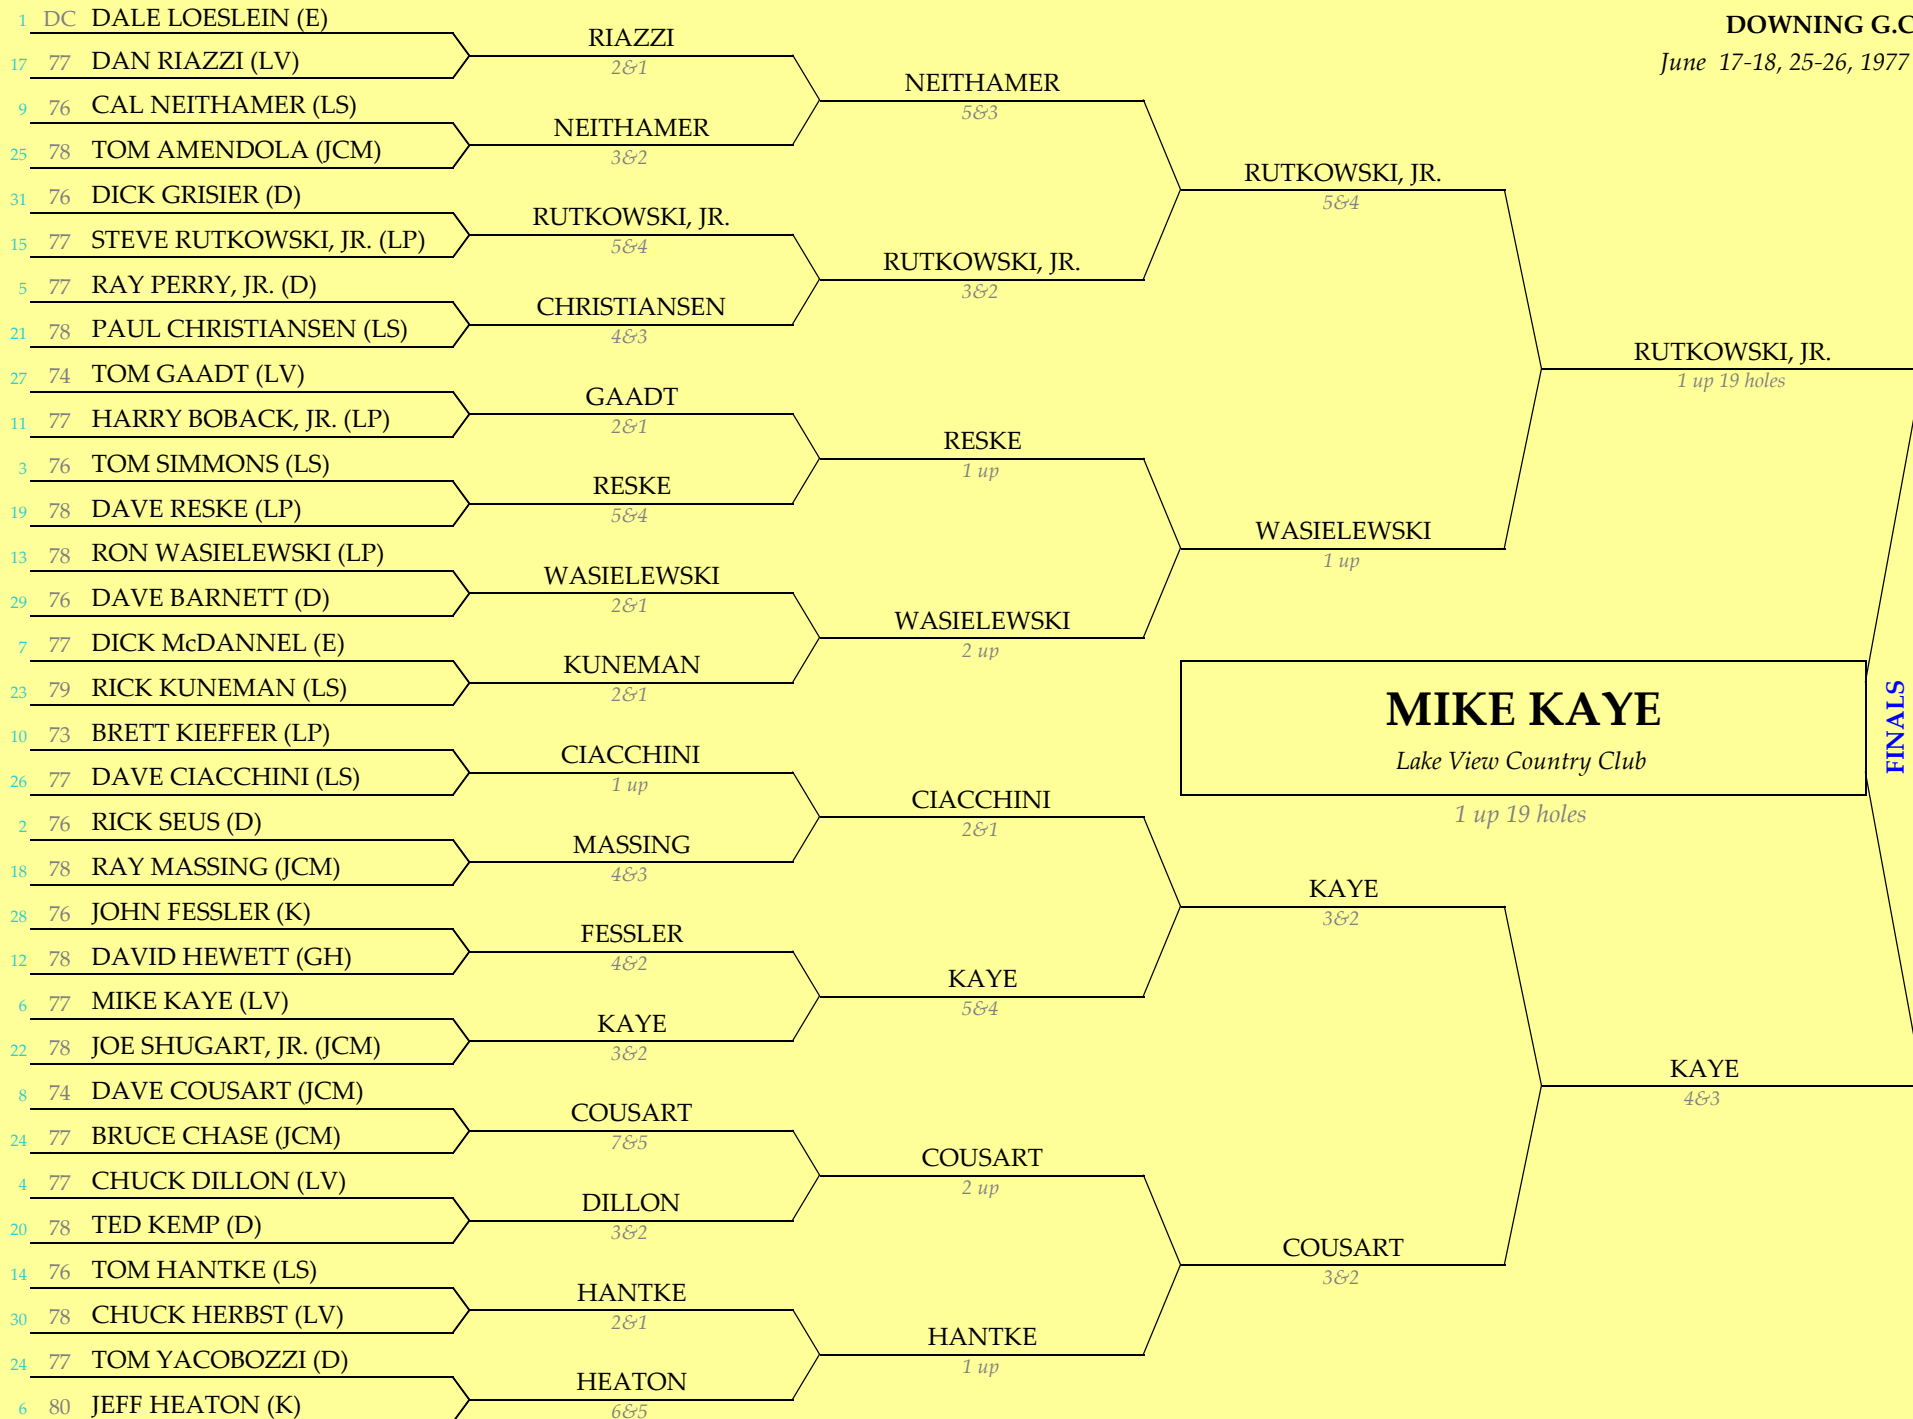 DOWNING G.C
June 17-18, 25-26, 1977
1 DC DALE LOESLEIN (E)
17 77 DAN RIAZZI (LV)
9 76 CAL NEITHAMER (LS)
25 78 TOM AMENDOLA (JCM)
31 76 DICK GRISIER (D)
15 77 STEVE RUTKOWSKI, JR. (LP)
5 77 RAY PERRY, JR. (D)
21 78 PAUL CHRISTIANSEN (LS)
27 74 TOM GAADT (LV)
11 77 HARRY BOBACK, JR. (LP)
3 76 TOM SIMMONS (LS)
19 78 DAVE RESKE (LP)
13 78 RON WASIELEWSKI (LP)
29 76 DAVE BARNETT (D)
7 77 DICK McDANNEL (E)
23 79 RICK KUNEMAN (LS)
10 73 BRETT KIEFFER (LP)
26 77 DAVE CIACCHINI (LS)
2 76 RICK SEUS (D)
18 78 RAY MASSING (JCM)
28 76 JOHN FESSLER (K)
12 78 DAVID HEWETT (GH)
6 77 MIKE KAYE (LV)
22 78 JOE SHUGART, JR. (JCM)
8 74 DAVE COUSART (JCM)
24 77 BRUCE CHASE (JCM)
4 77 CHUCK DILLON (LV)
20 78 TED KEMP (D)
14 76 TOM HANTKE (LS)
30 78 CHUCK HERBST (LV)
24 77 TOM YACOBOZZI (D)
6 80 JEFF HEATON (K)
RIAZZI
2&1
NEITHAMER
3&2
RUTKOWSKI, JR.
5&4
CHRISTIANSEN
4&3
GAADT
2&1
RESKE
5&4
WASIELEWSKI
2&1
KUNEMAN
2&1
CIACCHINI
1 up
MASSING
4&3
FESSLER
4&2
KAYE
3&2
COUSART
7&5
DILLON
3&2
HANTKE
2&1
HEATON
6&5
NEITHAMER
5&3
RUTKOWSKI, JR.
3&2
RESKE
1 up
WASIELEWSKI
2 up
CIACCHINI
2&1
KAYE
5&4
COUSART
2 up
HANTKE
1 up
RUTKOWSKI, JR.
5&4
WASIELEWSKI
1 up
KAYE
3&2
COUSART
3&2
RUTKOWSKI, JR.
1 up 19 holes
KAYE
4&3
MIKE KAYE
Lake View Country Club
1 up 19 holes
FINALS